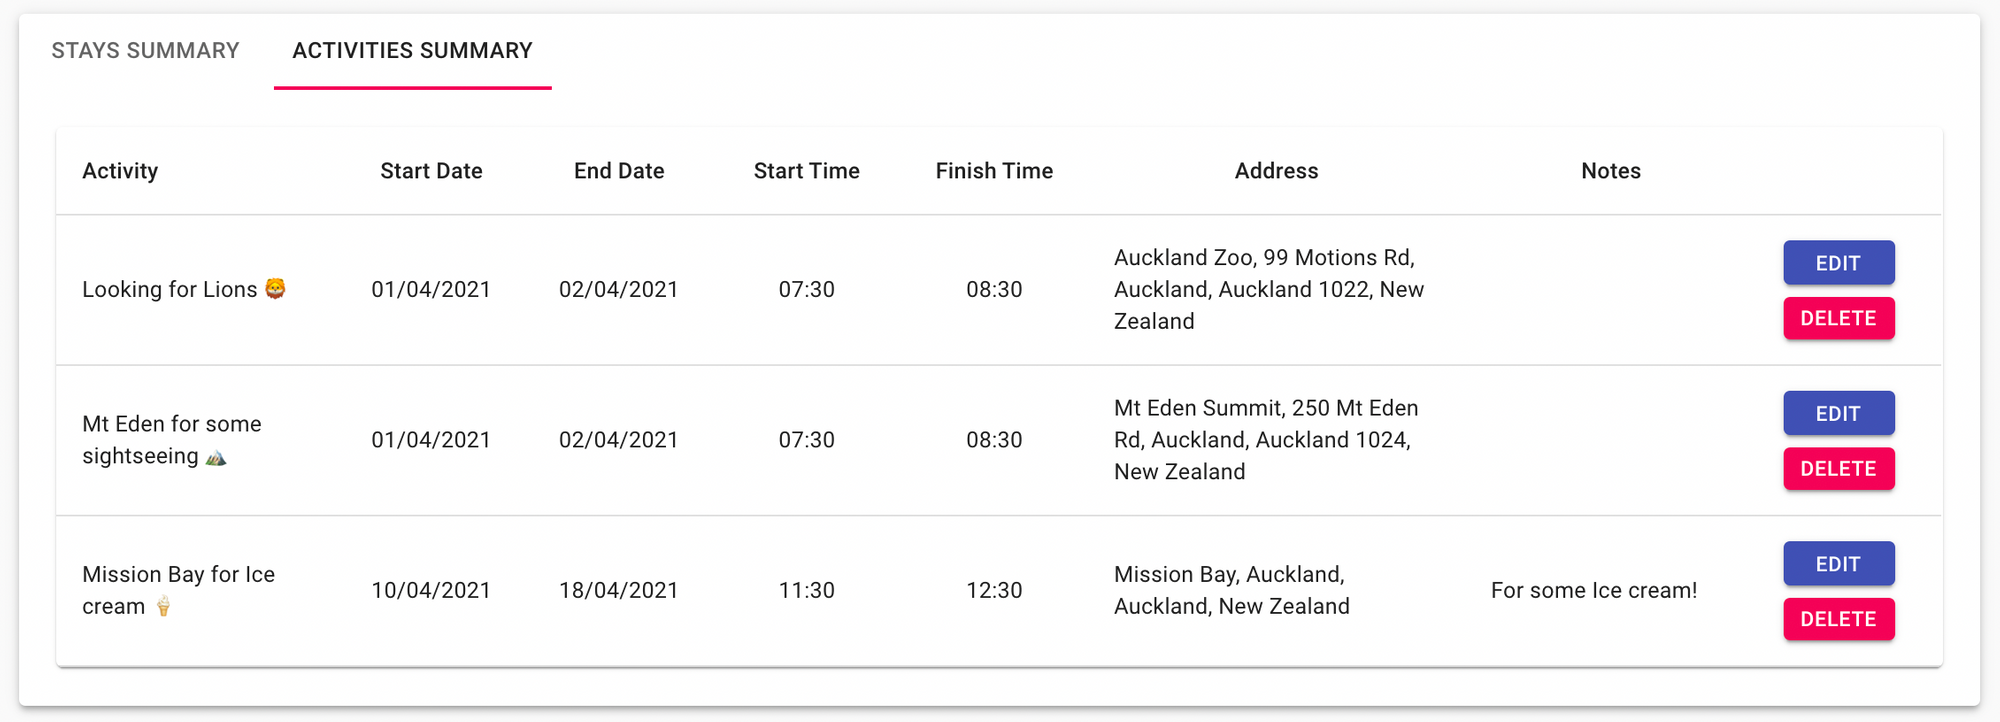 STAYS SUMMARY ACTIVITIES SUMMARY
Activity Start Date End Date Start Time Finish Time Address Notes
Looking for Lions 🦁 01/04/2021 02/04/2021 07:30 08:30
Auckland Zoo, 99 Motions Rd,
Auckland, Auckland 1022, New
Zealand
EDIT
DELETE
Mt Eden for some
sightseeing 🏔️
01/04/2021 02/04/2021 07:30 08:30
Mt Eden Summit, 250 Mt Eden
Rd, Auckland, Auckland 1024,
New Zealand
EDIT
DELETE
Mission Bay for Ice
cream 🍦
10/04/2021 18/04/2021 11:30 12:30
Mission Bay, Auckland,
Auckland, New Zealand
For some Ice cream!
EDIT
DELETE